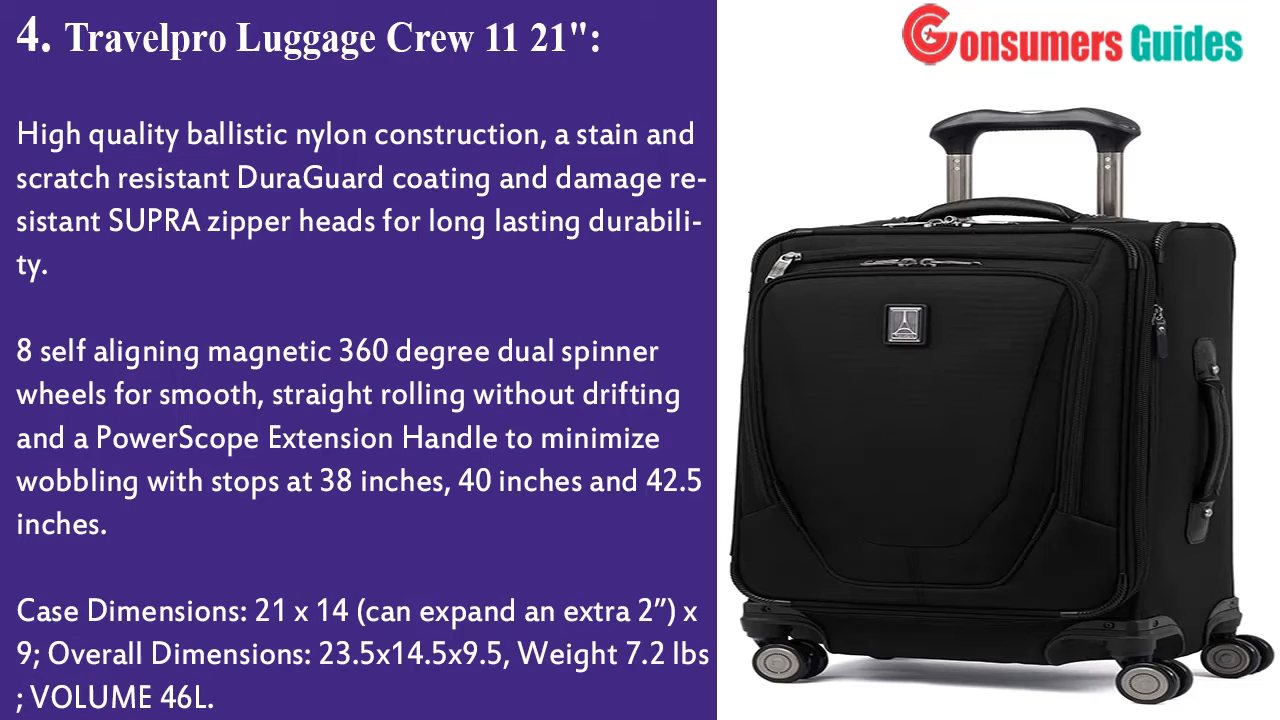 4. Travelpro Luggage Crew 11 21":
Consumers Guides
High quality ballistic nylon construction, a stain and
scratch resistant DuraGuard coating and damage re-
sistant SUPRA zipper heads for long lasting durabili-
ty.
8 self aligning magnetic 360 degree dual spinner
wheels for smooth, straight rolling without drifting
and a PowerScope Extension Handle to minimize
wobbling with stops at 38 inches, 40 inches and 42.5
inches.
Case Dimensions: 21 x 14 (can expand an extra 2”) x
9; Overall Dimensions: 23.5x14.5x9.5, Weight 7.2 lbs
; VOLUME 46L.